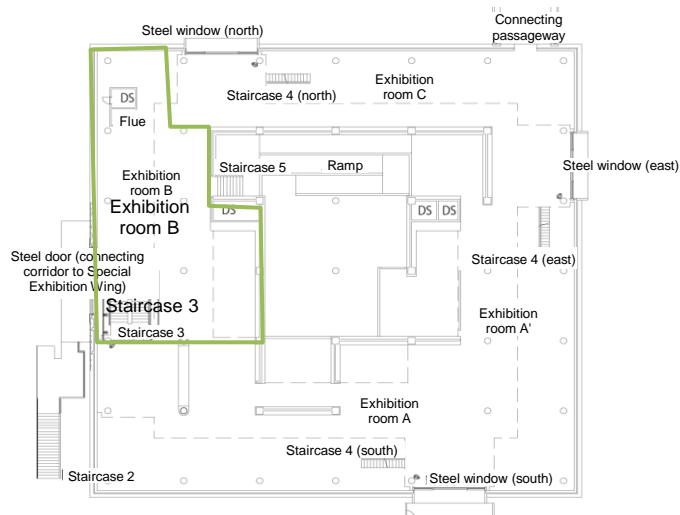 Connecting
passageway
Steel window (north)
Exhibition
room C
Staircase 4 (north)
DS
Flue
Staircase 5
Ramp
Steel window (east)
Exhibition
room B
Exhibition
room B
DS
DS
DS
Steel door (connecting
corridor to Special
Exhibition Wing)
Staircase 4 (east)
Staircase 3
Staircase 3
Exhibition
room A'
Exhibition
room A
Staircase 4 (south)
Staircase 2
Steel window (south)